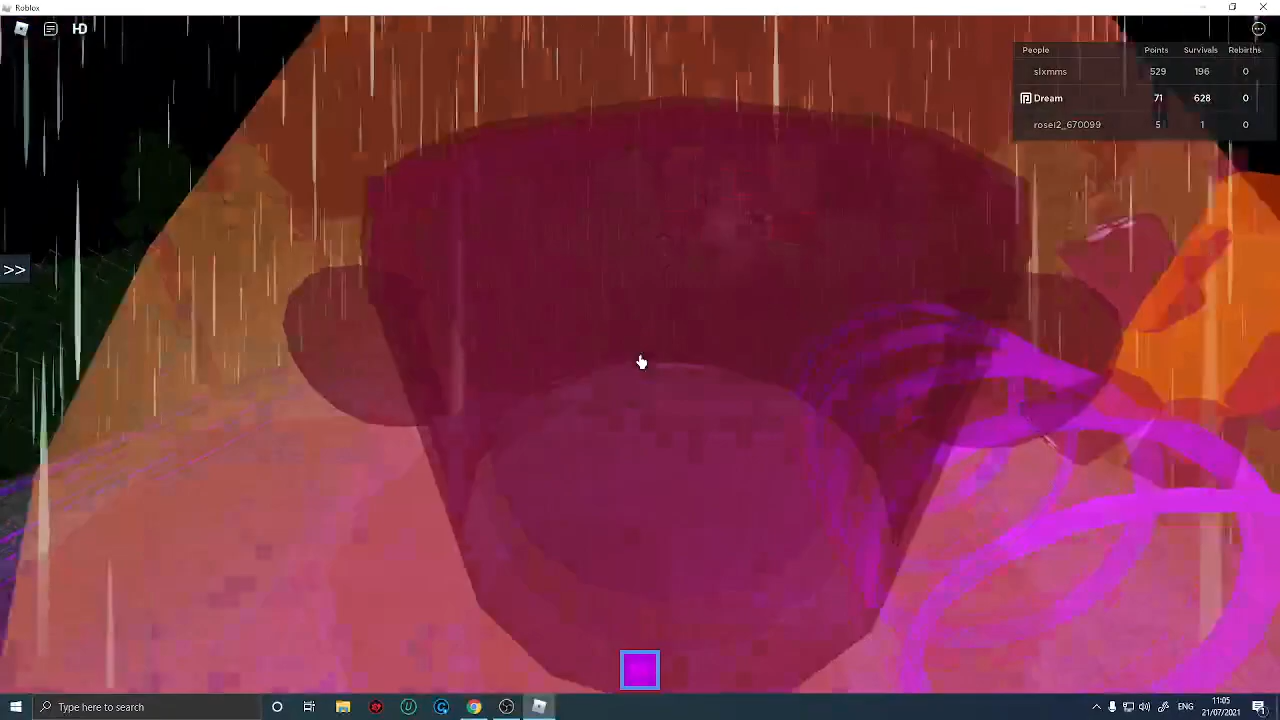 Roblox
HD
People Points Survivals Rebirths
slxmms 529 196 0
Dream 71 628 0
rosel2_670099 5 1 0
>>
Type here to search
ENG
11:05
21/07/2021